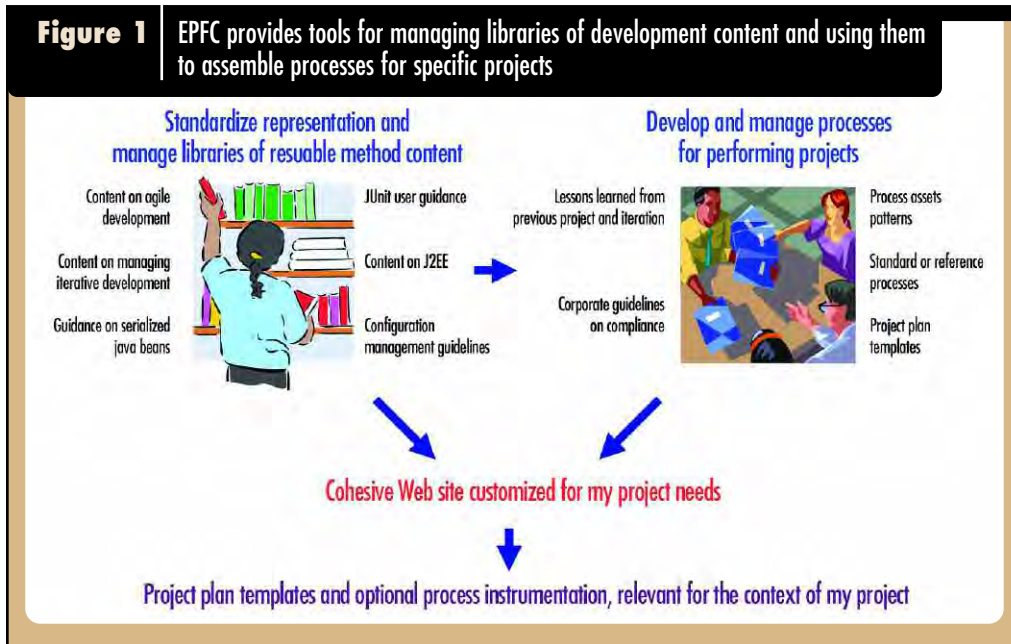 Figure 1
EPFC provides tools for managing libraries of development content and using them
to assemble processes for specific projects
Standardize representation and
manage libraries of resuable method content
Content on agile
development
Content on managing
iterative development
Guidance on serialized
java beans
JUnit user guidance
Content on J2EE
Configuration
management guidelines
Develop and manage processes
for performing projects
Lessons learned from
previous project and iteration
Corporate guidelines
on compliance
Process assets
patterns
Standard or reference
processes
Project plan
templates
Cohesive Web site customized for my project needs
Project plan templates and optional process instrumentation, relevant for the context of my project